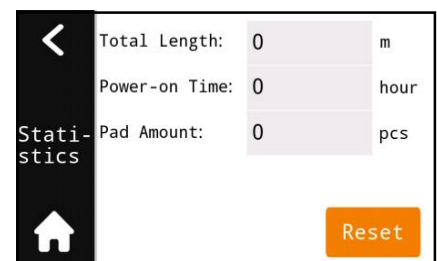 Total Length: 0 m
Power-on Time: 0 hour
Stati-
stics
Pad Amount: 0 pcs
Reset